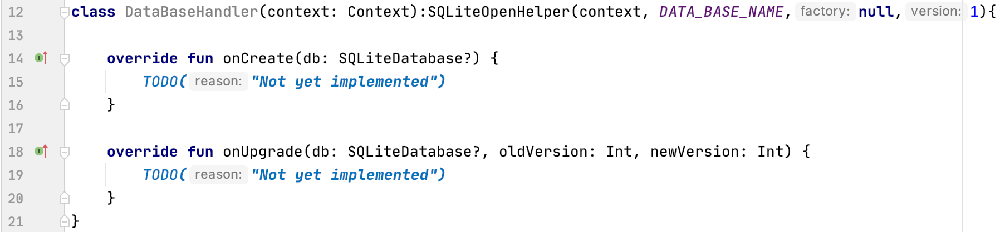 12 class DataBaseHandler(context: Context):SQLiteOpenHelper(context, DATA_BASE_NAME, factory: null, version: 1){
13
14     override fun onCreate(db: SQLiteDatabase?) {
15         TODO( reason: "Not yet implemented")
16     }
17
18     override fun onUpgrade(db: SQLiteDatabase?, oldVersion: Int, newVersion: Int) {
19         TODO( reason: "Not yet implemented")
20     }
21 }